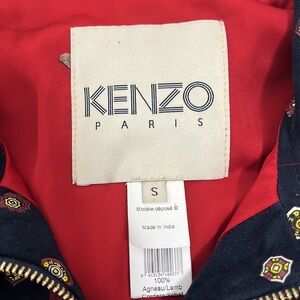 KENZO
PARIS
S
Modèle déposé ©
Made in India
100%
Agneau/Lamb